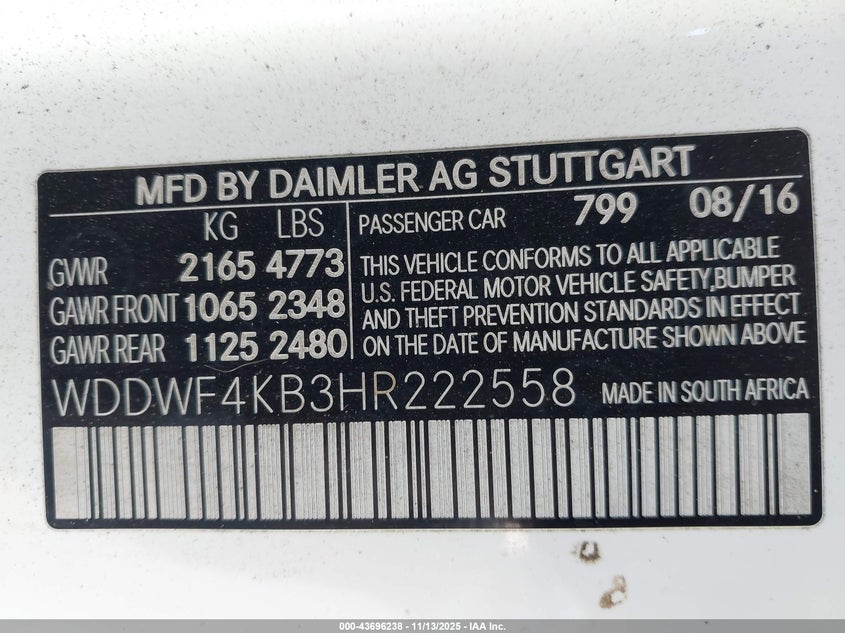 MFD BY DAIMLER AG STUTTGART
KG LBS
GVWR 2165 4773
GAWR FRONT 1065 2348
GAWR REAR 1125 2480
PASSENGER CAR 799 08/16
THIS VEHICLE CONFORMS TO ALL APPLICABLE
U.S. FEDERAL MOTOR VEHICLE SAFETY, BUMPER
AND THEFT PREVENTION STANDARDS IN EFFECT
ON THE DATE OF MANUFACTURE SHOWN ABOVE
WDDWF4KB3HR222558 MADE IN SOUTH AFRICA
000-43696238 - 11/13/2025 - IAA Inc.